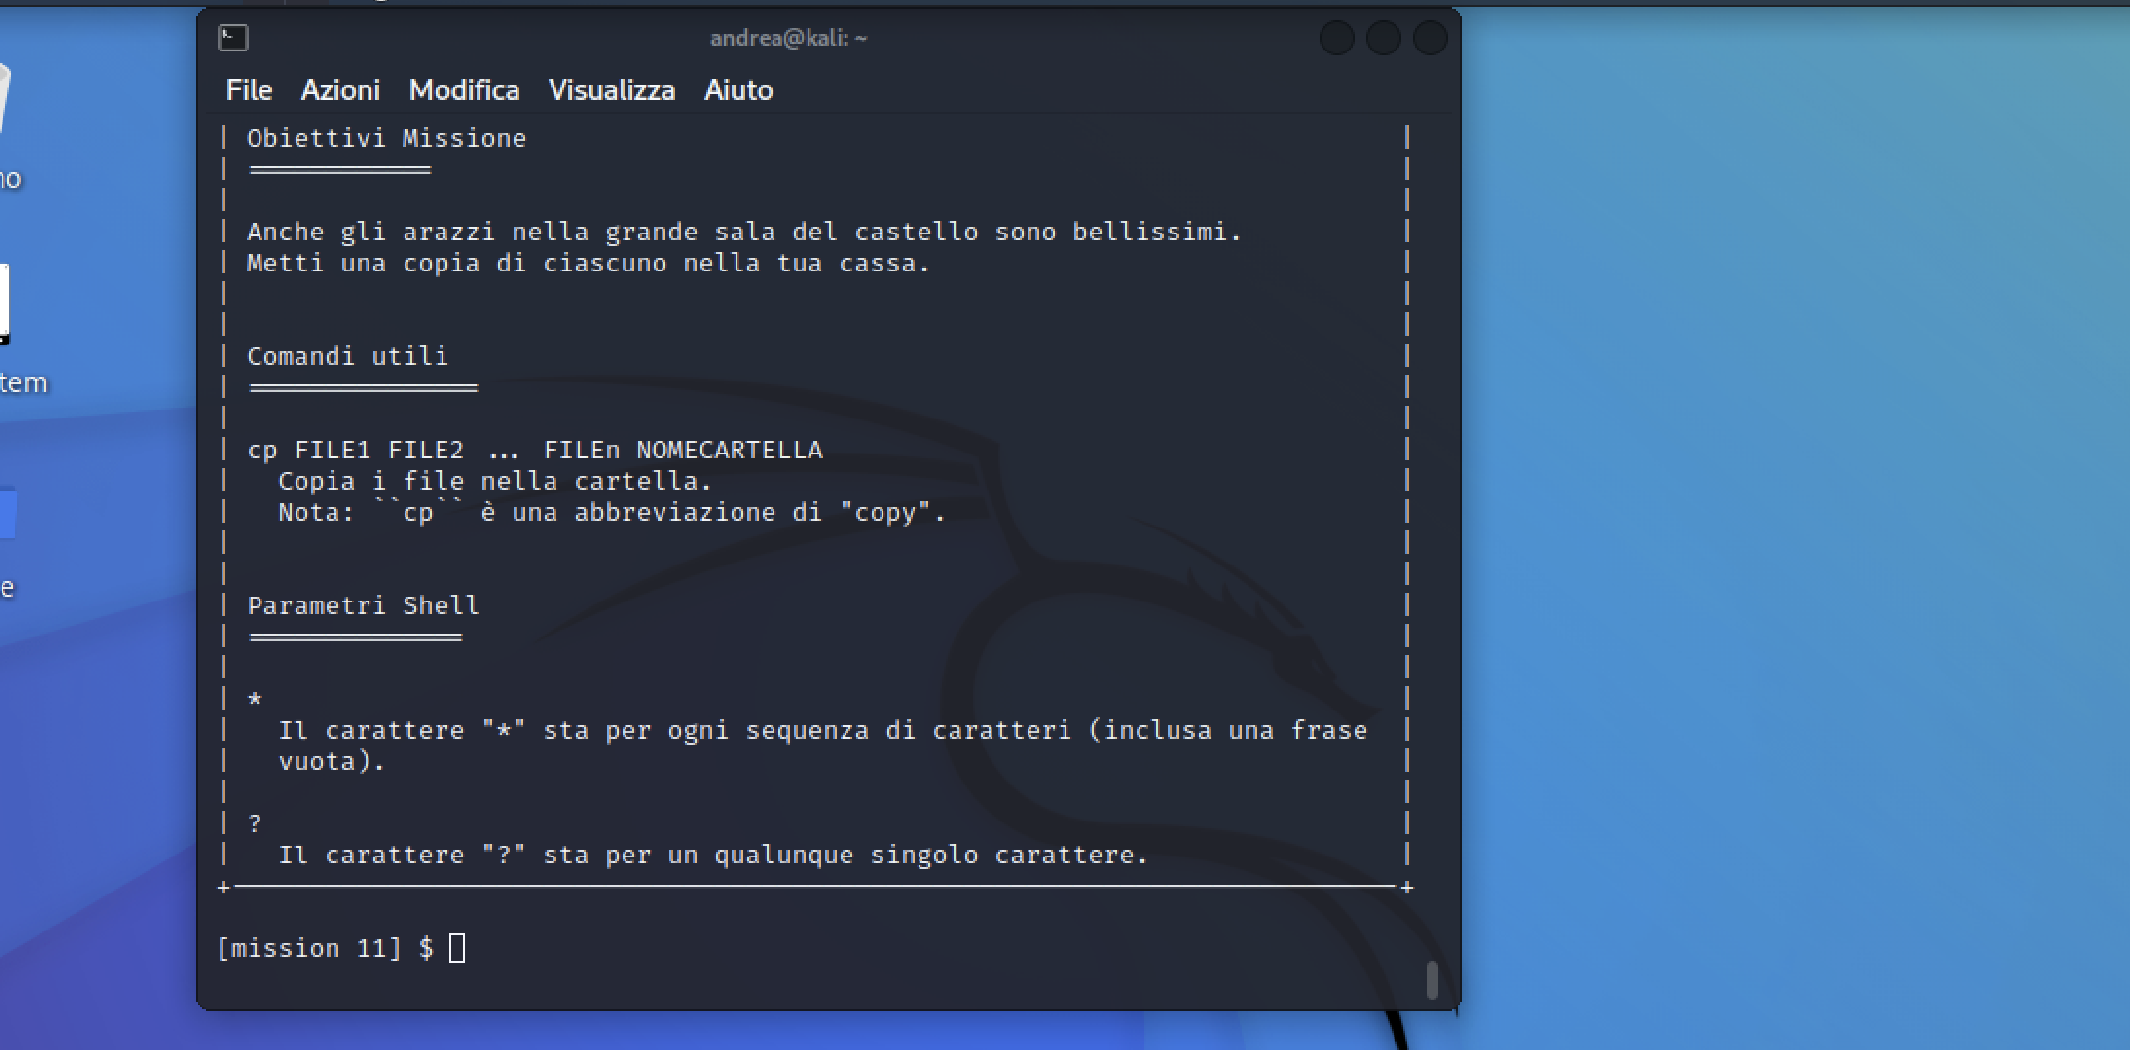 andrea@kali: ~
File Azioni Modifica Visualizza Aiuto
| Obiettivi Missione |
| ============ |
| |
| Anche gli arazzi nella grande sala del castello sono bellissimi. |
| Metti una copia di ciascuno nella tua cassa. |
| |
| |
| Comandi utili |
| =============== |
| |
| cp FILE1 FILE2 ... FILEn NOMECARTELLA |
| Copia i file nella cartella. |
| Nota: ``cp`` è una abbreviazione di "copy". |
| |
| |
| Parametri Shell |
| ============== |
| |
| * |
| Il carattere "*" sta per ogni sequenza di caratteri (inclusa una frase |
| vuota). |
| |
| ? |
| Il carattere "?" sta per un qualunque singolo carattere. |
+---------------------------------------------------------------------------+
[mission 11] $
no
tem
e